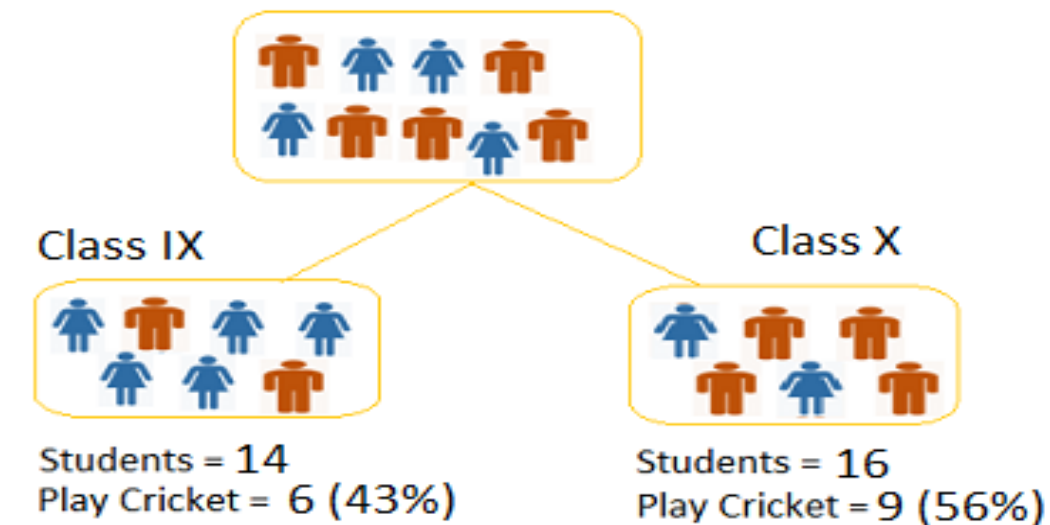 Class IX
Class X
Students = 14
Play Cricket = 6 (43%)
Students = 16
Play Cricket = 9 (56%)